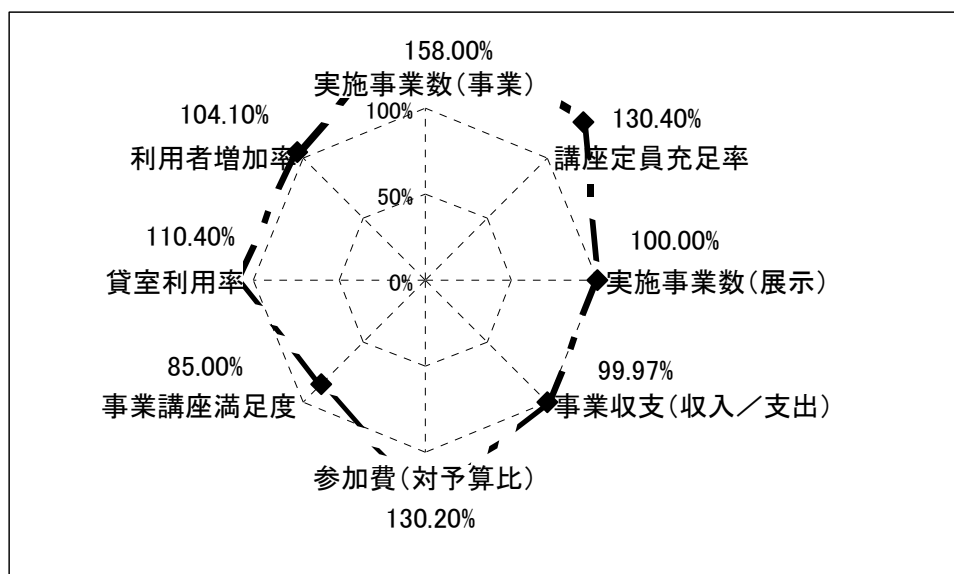 158.00%
実施事業数(事業)
100%
104.10%
利用者増加率
130.40%
講座定員充足率
50%
110.40%
貸室利用率
100.00%
実施事業数(展示)
0%
85.00%
事業講座満足度
99.97%
事業収支(収入／支出)
参加費(対予算比)
130.20%